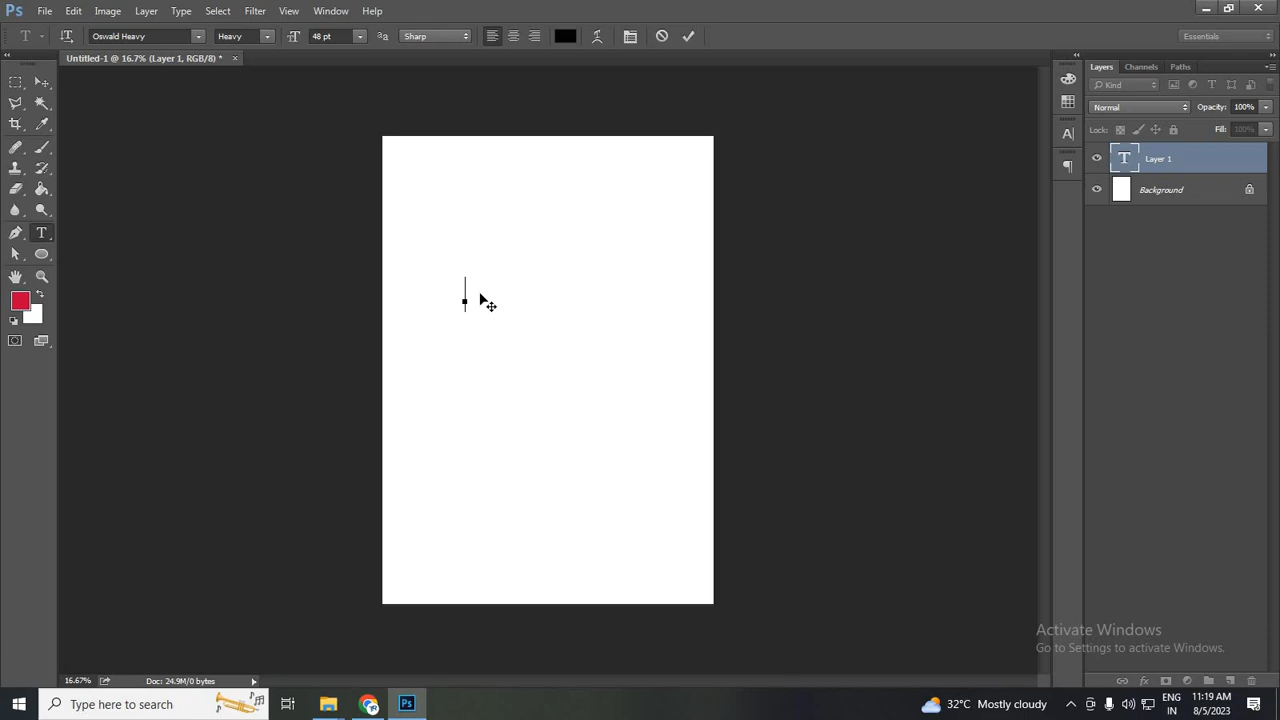 Ps File Edit Image Layer Type Select Filter View Window Help
T Oswald Heavy Heavy 48 pt Sharp Essentials
Untitled-1 @ 16.7% (Layer 1, RGB/8) * ×
Layers Channels Paths
Kind
Normal Opacity: 100%
Lock: Fill: 100%
T Layer 1
Background
Activate Windows
Go to Settings to activate Windows.
16.67% Doc: 24.9M/0 bytes
Type here to search
Ps
32°C Mostly cloudy
ENG
IN
11:19 AM
8/5/2023